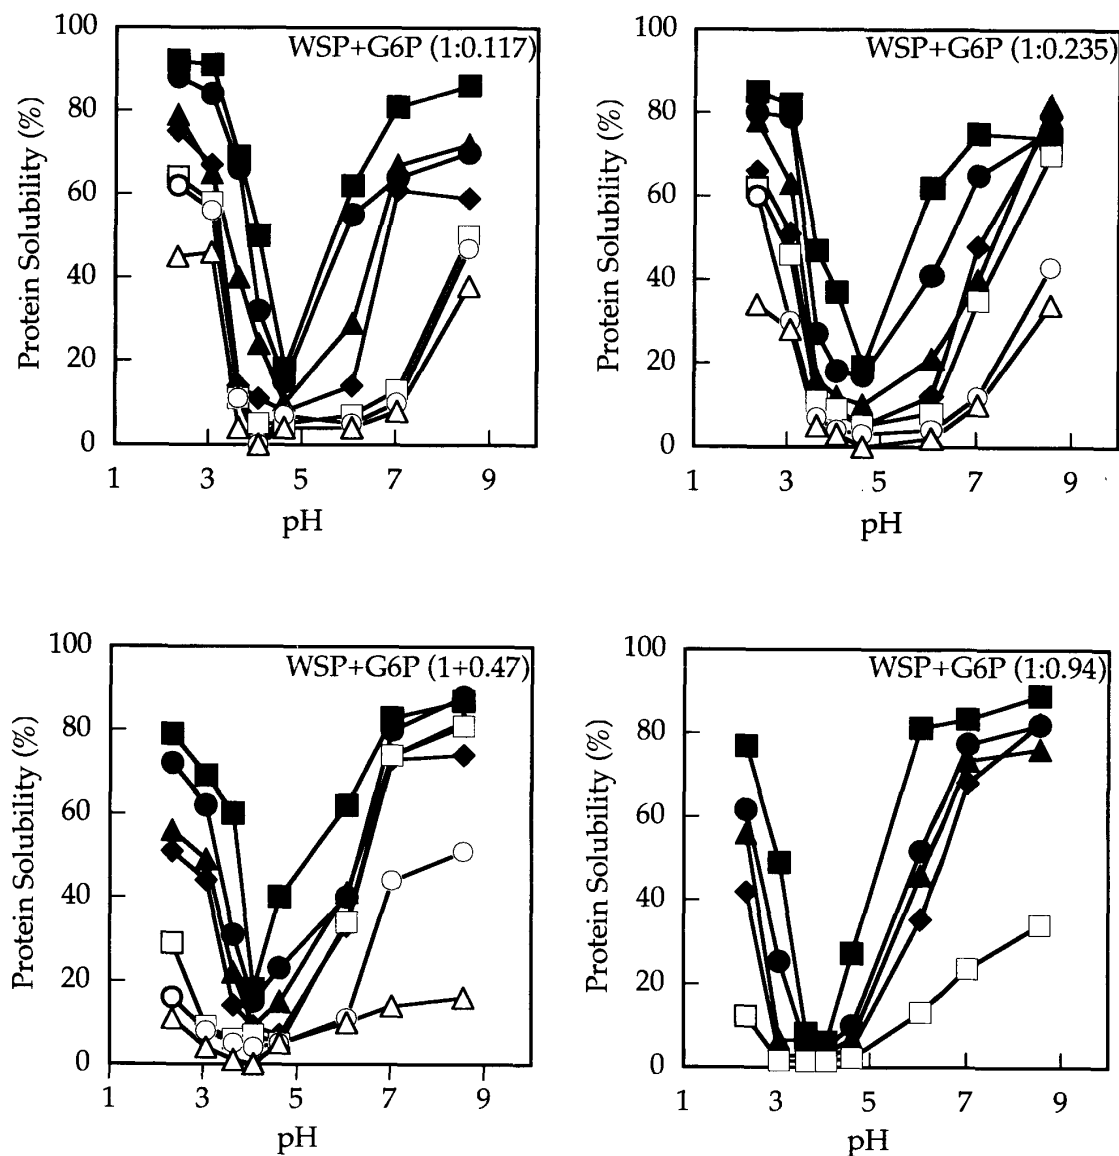 WSP+G6P (1:0.117)
Protein Solubility (%)
100
80
60
40
20
0
1 3 5 7 9
pH
WSP+G6P (1:0.235)
Protein Solubility (%)
100
80
60
40
20
0
1 3 5 7 9
pH
WSP+G6P (1+0.47)
Protein Solubility (%)
100
80
60
40
20
0
1 3 5 7 9
pH
WSP+G6P (1:0.94)
Protein Solubility (%)
100
80
60
40
20
0
1 3 5 7 9
pH